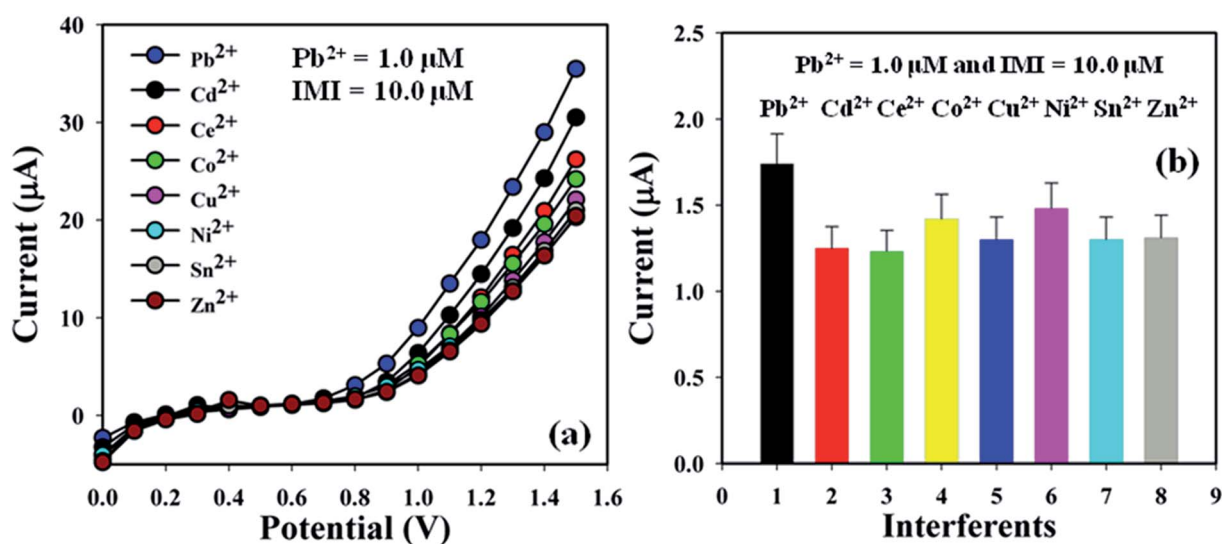 40
30
20
10
0
Current (µA)
Pb²⁺
Cd²⁺
Ce²⁺
Co²⁺
Cu²⁺
Ni²⁺
Sn²⁺
Zn²⁺
Pb²⁺ = 1.0 µM
IMI = 10.0 µM
(a)
0.0 0.2 0.4 0.6 0.8 1.0 1.2 1.4 1.6
Potential (V)
2.5
2.0
1.5
1.0
0.5
0.0
Current (µA)
Pb²⁺ = 1.0 µM and IMI = 10.0 µM
Pb²⁺ Cd²⁺ Ce²⁺ Co²⁺ Cu²⁺ Ni²⁺ Sn²⁺ Zn²⁺
(b)
0 1 2 3 4 5 6 7 8 9
Interferents